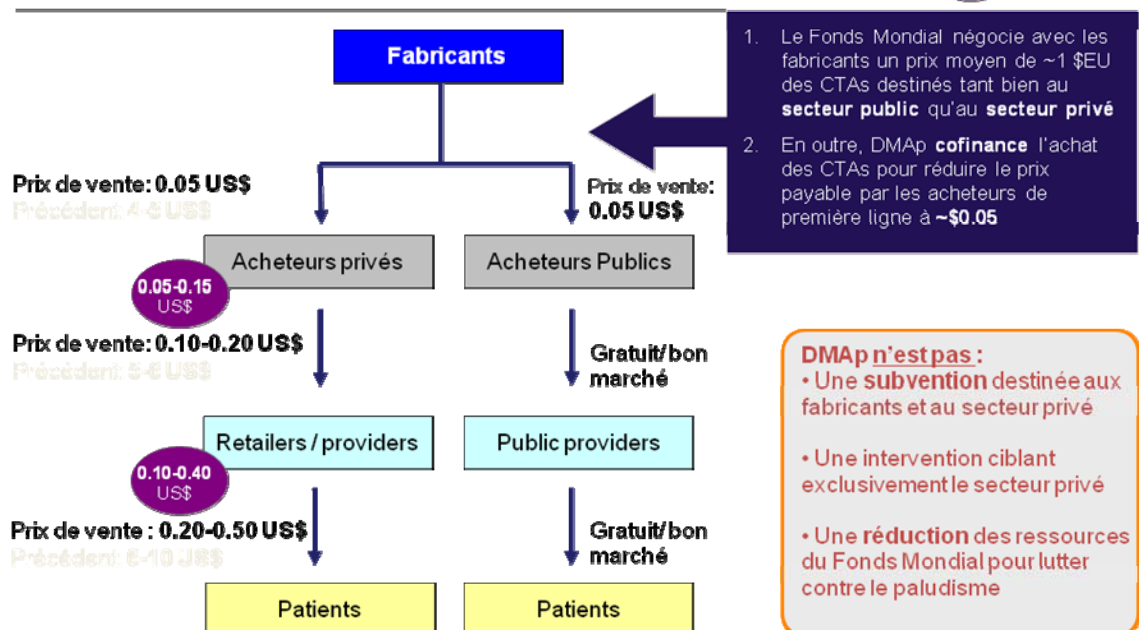 Fabricants
1. Le Fonds Mondial négocie avec les
fabricants un prix moyen de ~1 $EU
des CTAs destinés tant bien au
secteur public qu'au secteur privé
2. En outre, DMAp cofinance l'achat
des CTAs pour réduire le prix
payable par les acheteurs de
première ligne à ~$0.05
Prix de vente: 0.05 US$
Précédent: US$
Prix de vente:
0.05 US$
Acheteurs privés
Acheteurs Publics
0.05-0.15
US$
Prix de vente: 0.10-0.20 US$
Précédent: US$
Gratuit/bon
marché
Retailers / providers
Public providers
0.10-0.40
US$
Prix de vente : 0.20-0.50 US$
Précédent: US$
Gratuit/bon
marché
Patients
Patients
DMAp n'est pas :
• Une subvention destinée aux
fabricants et au secteur privé
• Une intervention ciblant
exclusivement le secteur privé
• Une réduction des ressources
du Fonds Mondial pour lutter
contre le paludisme